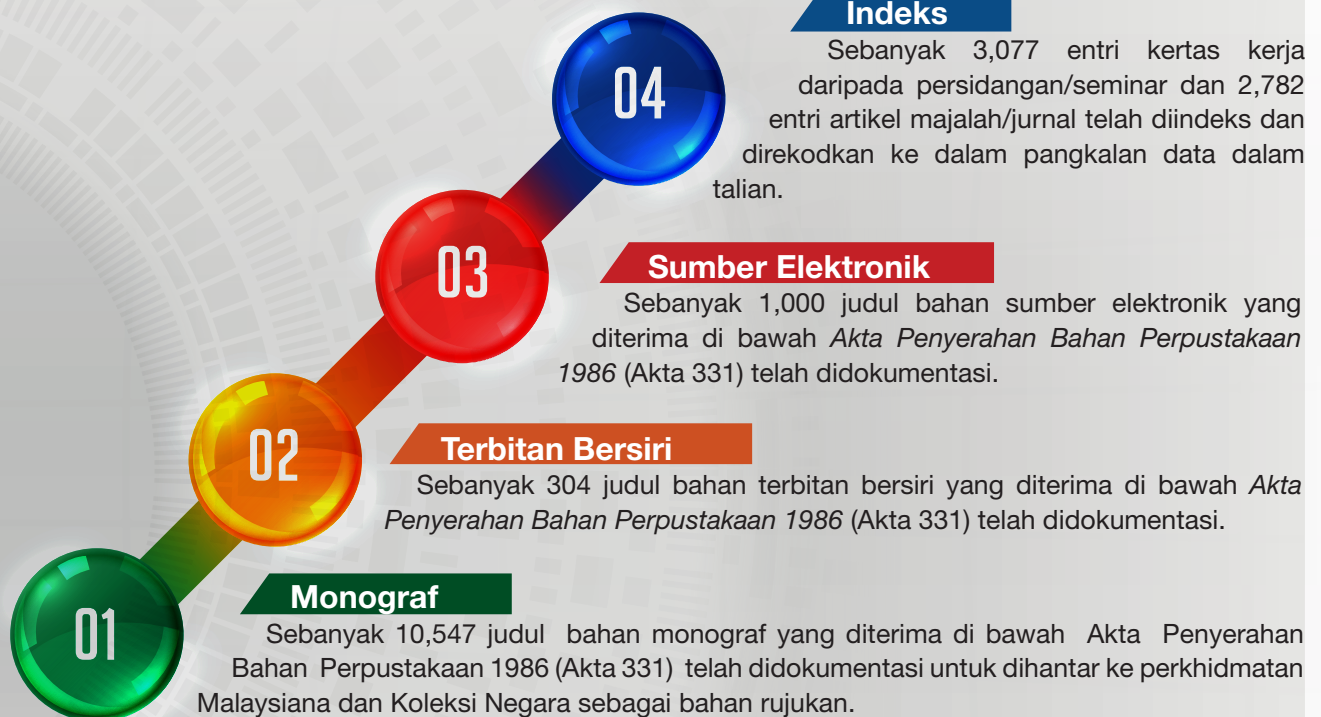 04
Indeks
Sebanyak 3,077 entri kertas kerja
daripada persidangan/seminar dan 2,782
entri artikel majalah/jurnal telah diindeks dan
direkodkan ke dalam pangkalan data dalam
talian.
03
Sumber Elektronik
Sebanyak 1,000 judul bahan sumber elektronik yang
diterima di bawah Akta Penyerahan Bahan Perpustakaan
1986 (Akta 331) telah didokumentasi.
02
Terbitan Bersiri
Sebanyak 304 judul bahan terbitan bersiri yang diterima di bawah Akta
Penyerahan Bahan Perpustakaan 1986 (Akta 331) telah didokumentasi.
01
Monograf
Sebanyak 10,547 judul bahan monograf yang diterima di bawah Akta Penyerahan
Bahan Perpustakaan 1986 (Akta 331) telah didokumentasi untuk dihantar ke perkhidmatan
Malaysiana dan Koleksi Negara sebagai bahan rujukan.